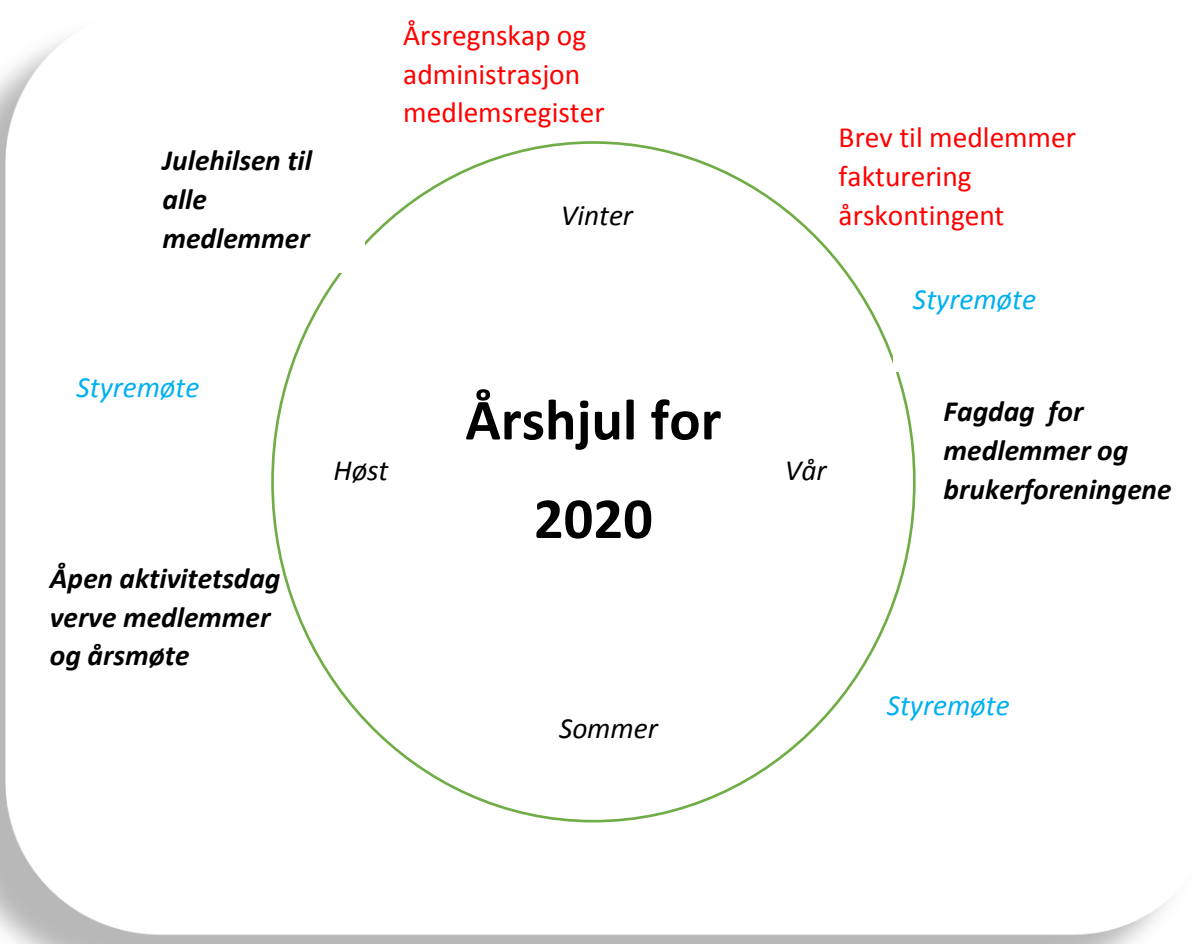 Årsregnskap og
administrasjon
medlemsregister
Brev til medlemmer
fakturering
årskontingent
Julehilsen til
alle
medlemmer
Vinter
Styremøte
Styremøte
Årshjul for
2020
Fagdag for
medlemmer og
brukerforeningene
Høst
Vår
Åpen aktivitetsdag
verve medlemmer
og årsmøte
Styremøte
Sommer